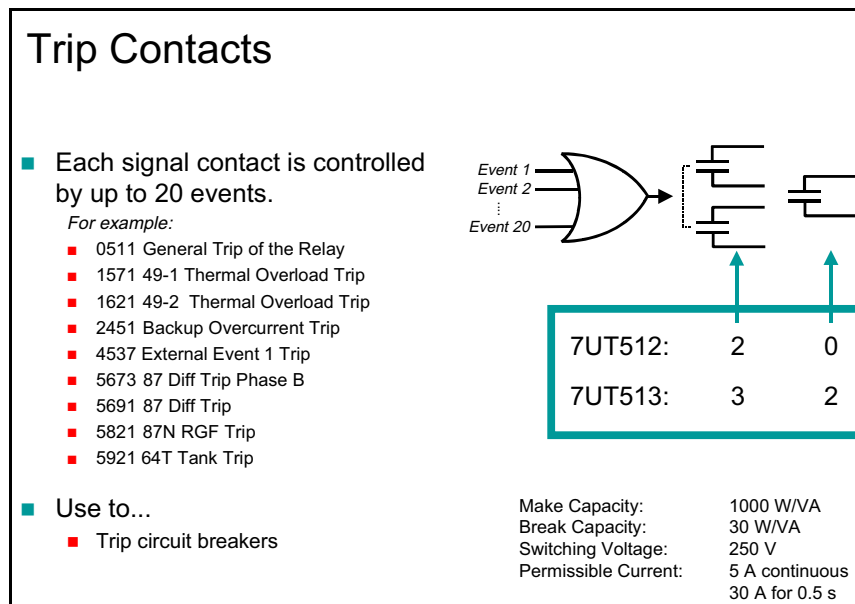 Trip Contacts
Each signal contact is controlled
by up to 20 events.
For example:
0511 General Trip of the Relay
1571 49-1 Thermal Overload Trip
1621 49-2 Thermal Overload Trip
2451 Backup Overcurrent Trip
4537 External Event 1 Trip
5673 87 Diff Trip Phase B
5691 87 Diff Trip
5821 87N RGF Trip
5921 64T Tank Trip
Use to...
Trip circuit breakers
Event 1
Event 2
Event 20
7UT512: 2 0
7UT513: 3 2
Make Capacity: 1000 W/VA
Break Capacity: 30 W/VA
Switching Voltage: 250 V
Permissible Current: 5 A continuous
30 A for 0.5 s